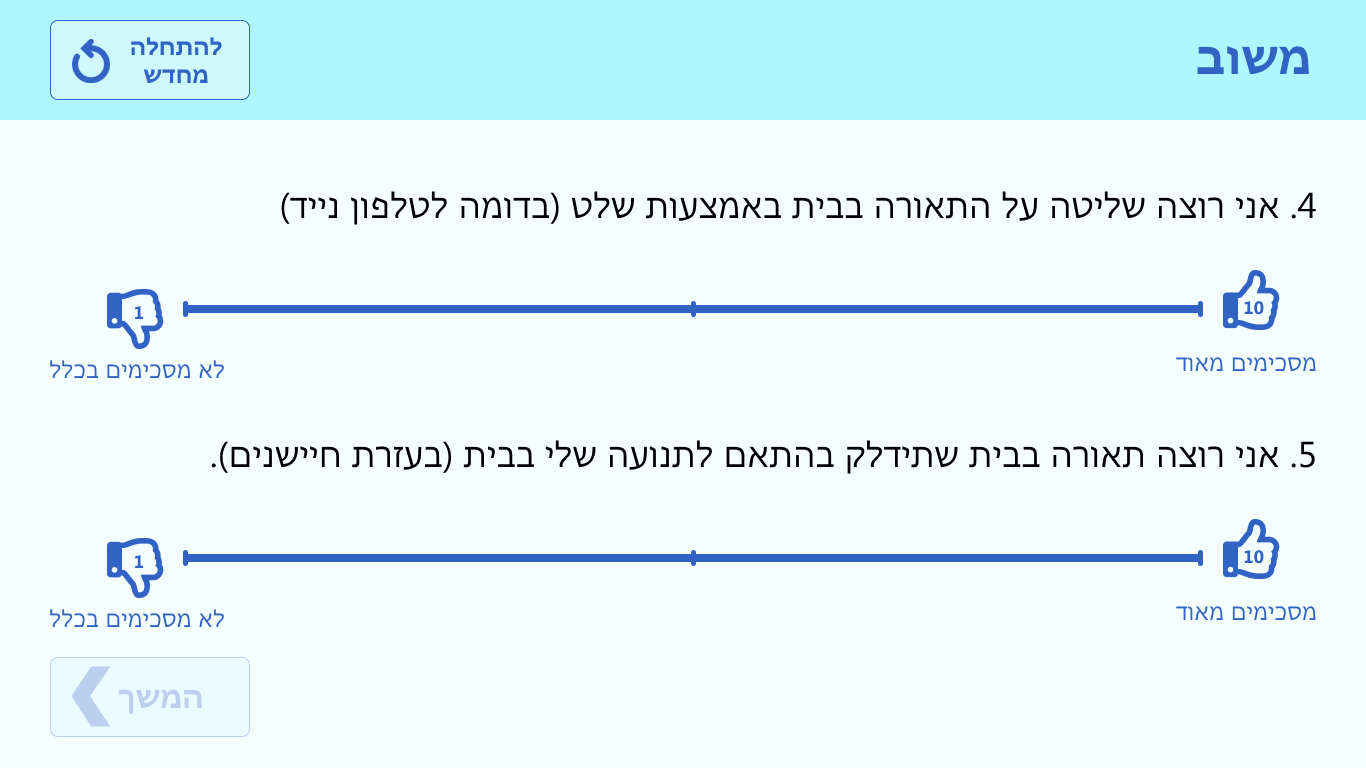 משוב
להתחלה
מחדש
4. אני רוצה שליטה על התאורה בבית באמצעות שלט (בדומה לטלפון נייד)
10
1
מסכימים מאוד
לא מסכימים בכלל
5. אני רוצה תאורה בבית שתידלק בהתאם לתנועה שלי בבית (בעזרת חיישנים).
10
1
מסכימים מאוד
לא מסכימים בכלל
המשך